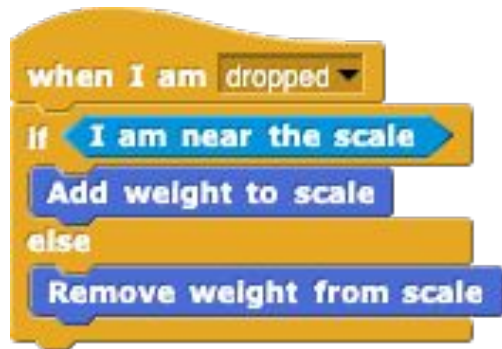 when I am dropped
if I am near the scale
Add weight to scale
else
Remove weight from scale